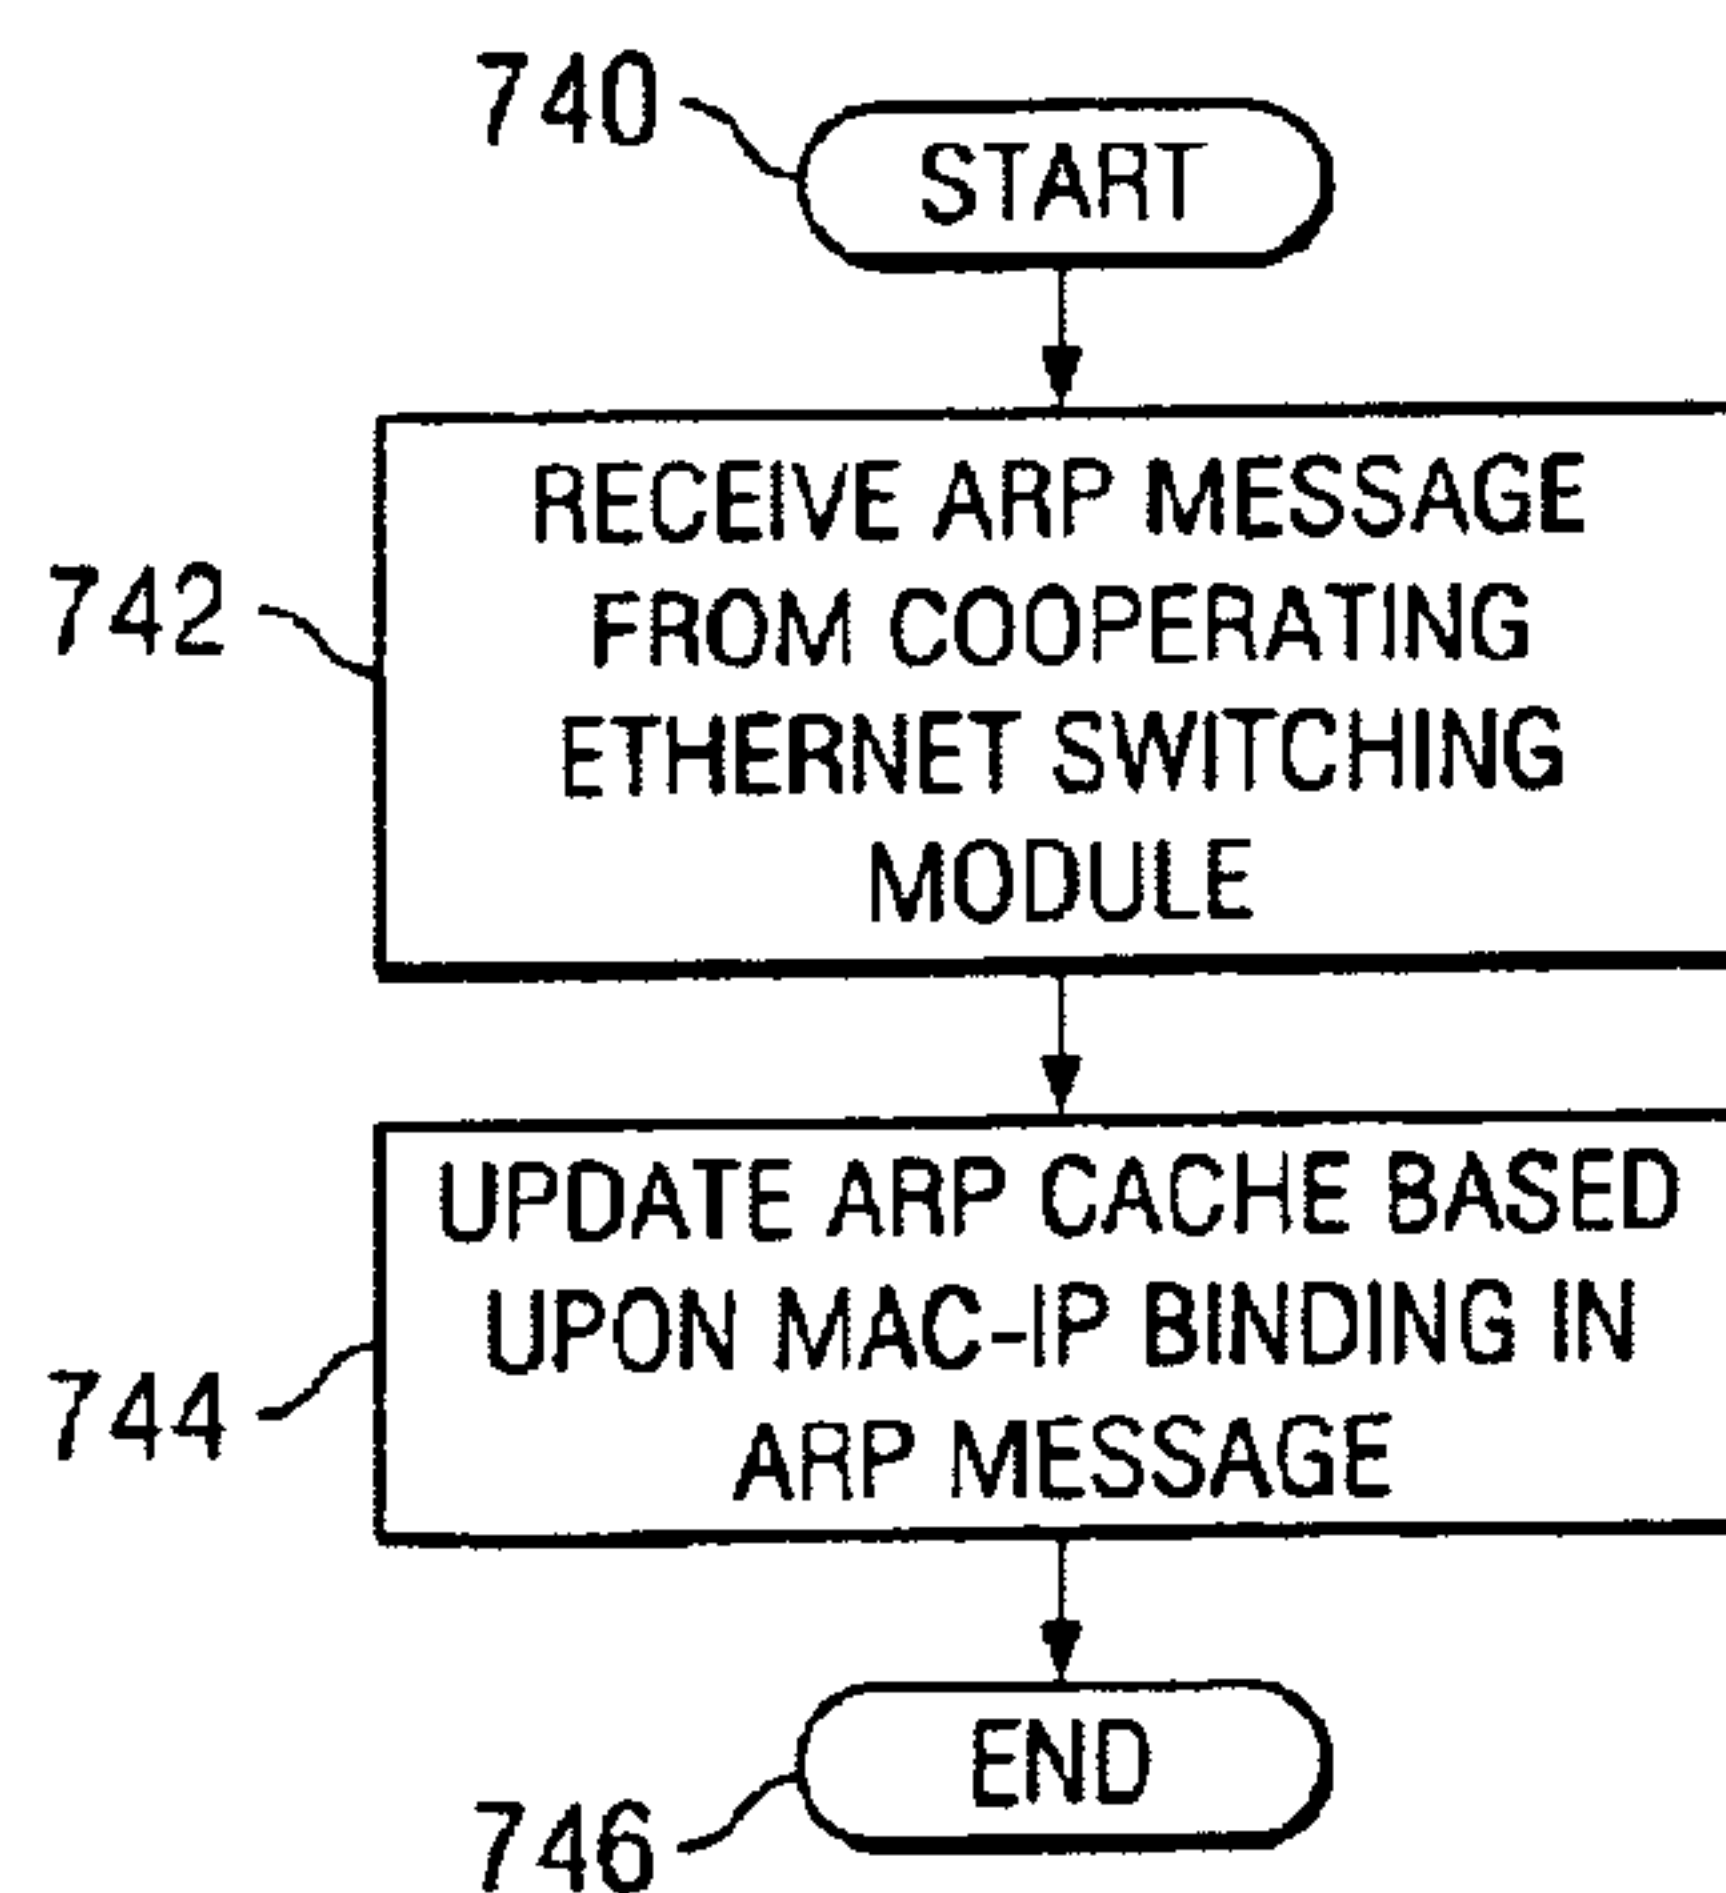 740
START
RECEIVE ARP MESSAGE
FROM COOPERATING
742
ETHERNET SWITCHING
MODULE
UPDATE ARP CACHE BASED
UPON MAC-IP BINDING IN
744
ARP MESSAGE
END
746